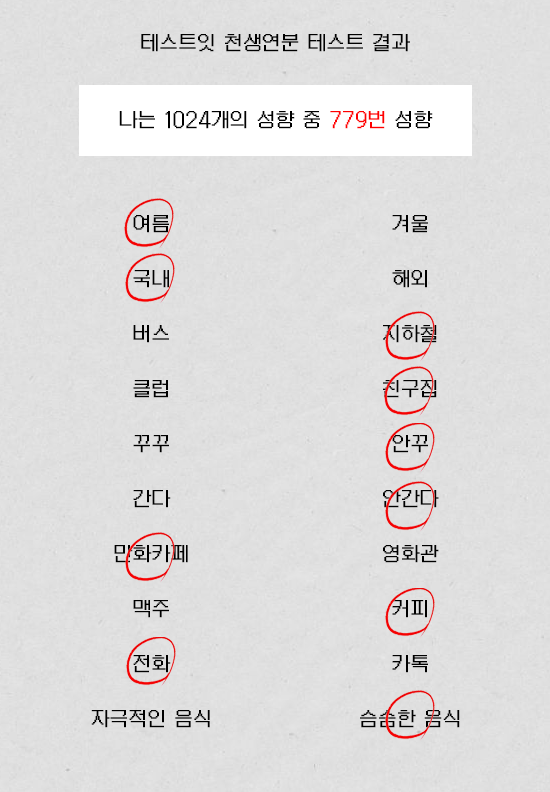 테스트잇 천생연분 테스트 결과
나는 1024개의 성향 중 779번 성향
여름 겨울
국내 해외
버스 지하철
클럽 친구집
꾸꾸 안꾸
간다 안간다
만화카페 영화관
맥주 커피
전화 카톡
자극적인 음식 슴슴한 음식